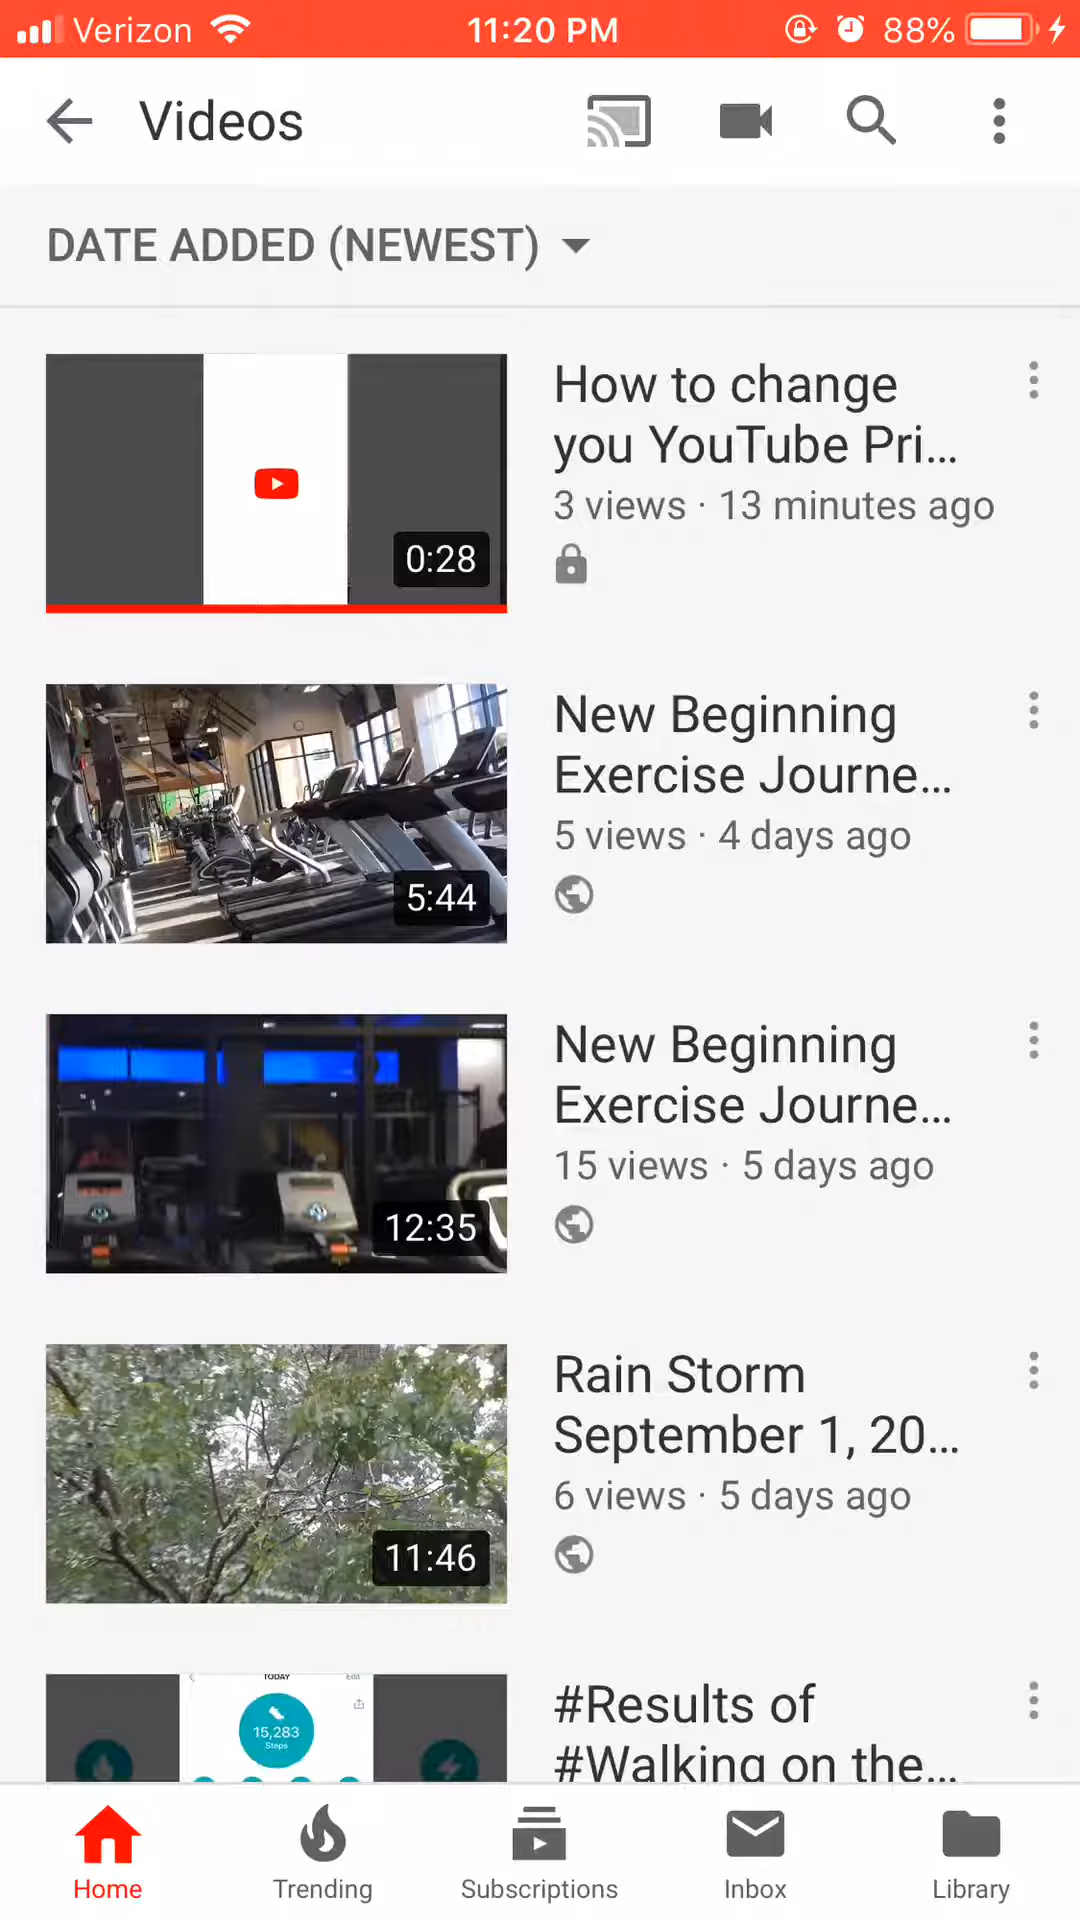 Verizon 11:20 PM 88%
Videos
DATE ADDED (NEWEST)
How to change
you YouTube Pri...
3 views · 13 minutes ago
0:28
New Beginning
Exercise Journe...
5 views · 4 days ago
5:44
New Beginning
Exercise Journe...
15 views · 5 days ago
12:35
Rain Storm
September 1, 20...
6 views · 5 days ago
11:46
TODAY Edit
15,283
Steps
#Results of
#Walking on the...
Home Trending Subscriptions Inbox Library